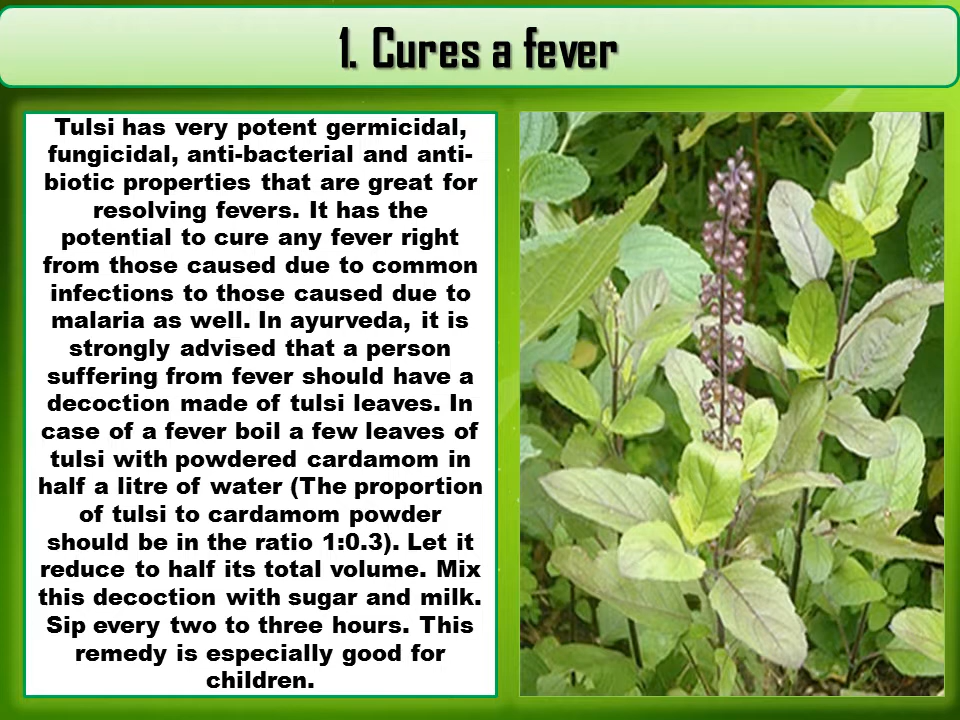 1. Cures a fever
Tulsi has very potent germicidal,
fungicidal, anti-bacterial and anti-
biotic properties that are great for
resolving fevers. It has the
potential to cure any fever right
from those caused due to common
infections to those caused due to
malaria as well. In ayurveda, it is
strongly advised that a person
suffering from fever should have a
decoction made of tulsi leaves. In
case of a fever boil a few leaves of
tulsi with powdered cardamom in
half a litre of water (The proportion
of tulsi to cardamom powder
should be in the ratio 1:0.3). Let it
reduce to half its total volume. Mix
this decoction with sugar and milk.
Sip every two to three hours. This
remedy is especially good for
children.